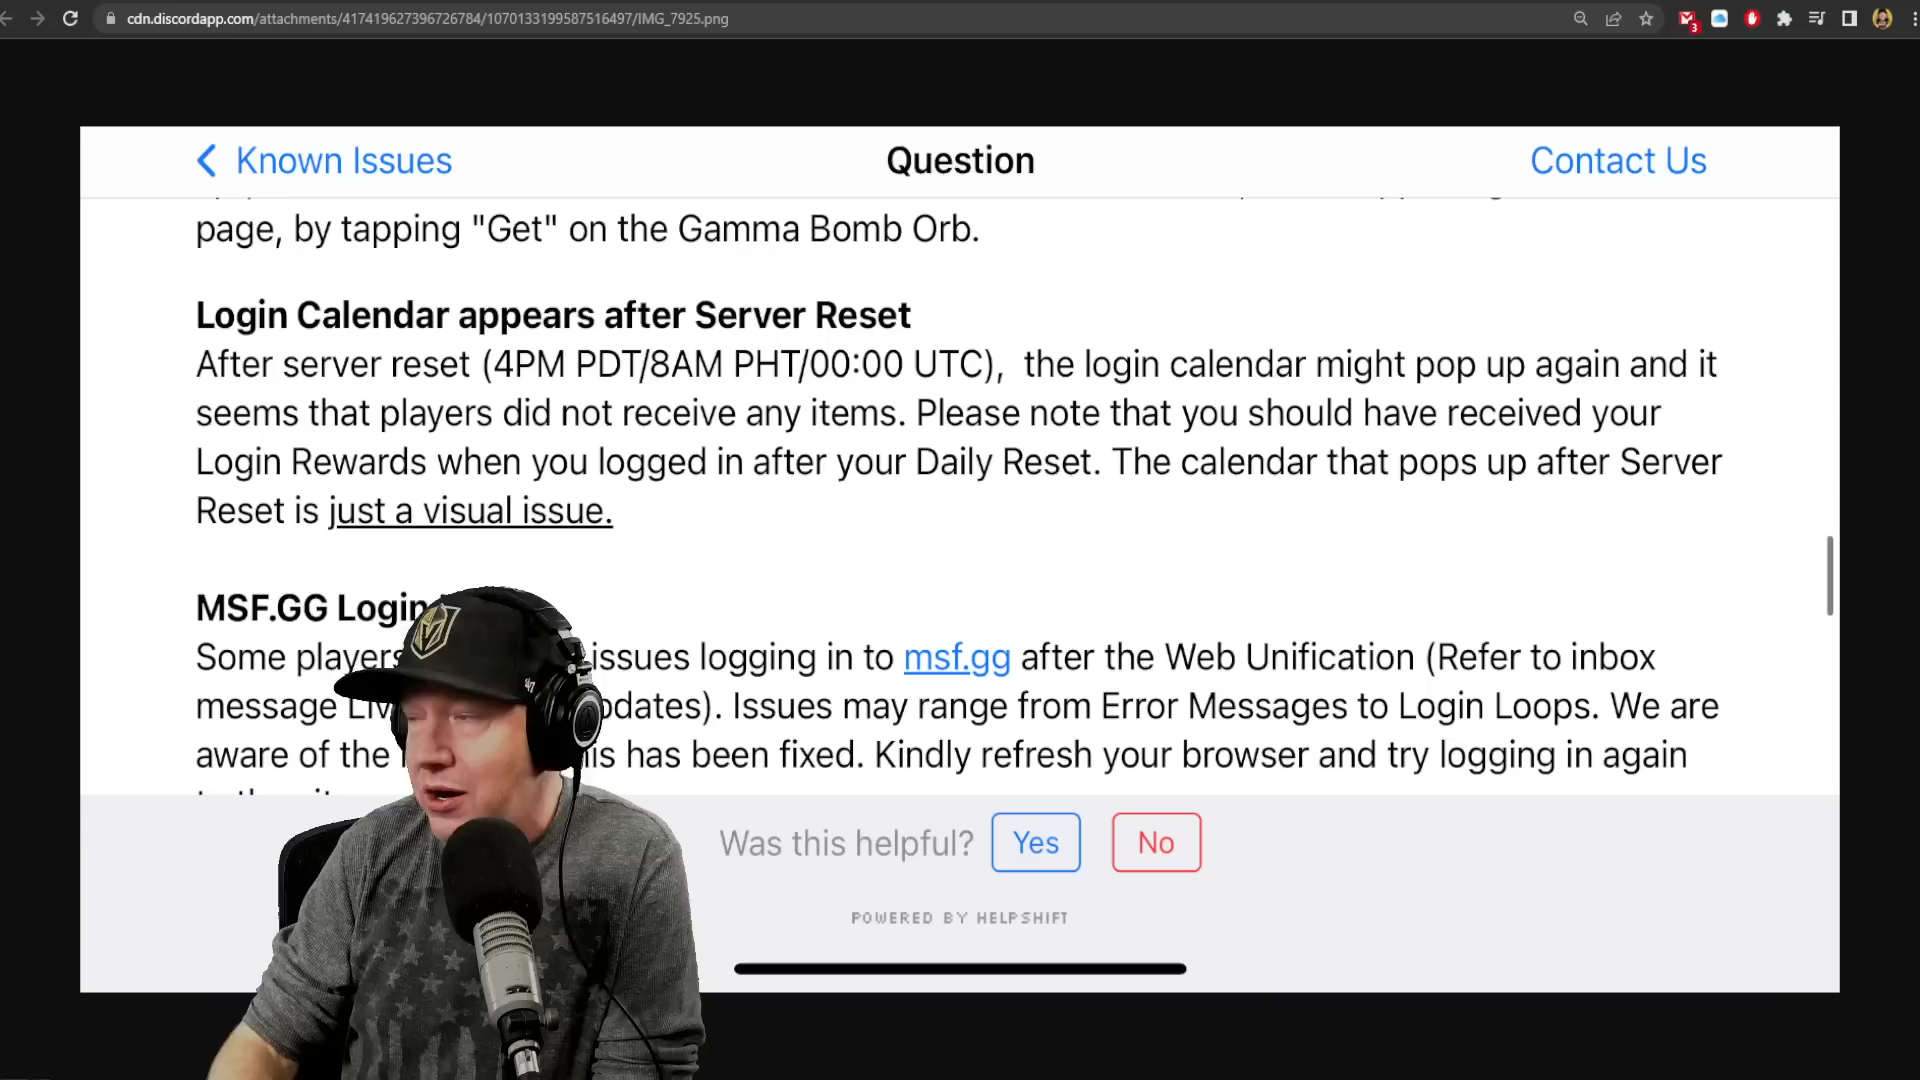 cdn.discordapp.com/attachments/417419627396726784/1070133199587516497/IMG_7925.png
3
Known Issues
Question
Contact Us
page, by tapping "Get" on the Gamma Bomb Orb.
Login Calendar appears after Server Reset
After server reset (4PM PDT/8AM PHT/00:00 UTC), the login calendar might pop up again and it
seems that players did not receive any items. Please note that you should have received your
Login Rewards when you logged in after your Daily Reset. The calendar that pops up after Server
Reset is just a visual issue.
MSF.GG Login
Some players issues logging in to msf.gg after the Web Unification (Refer to inbox
message Issues may range from Error Messages to Login Loops. We are
aware of the has been fixed. Kindly refresh your browser and try logging in again
'47
Was this helpful? Yes No
POWERED BY HELPSHIFT